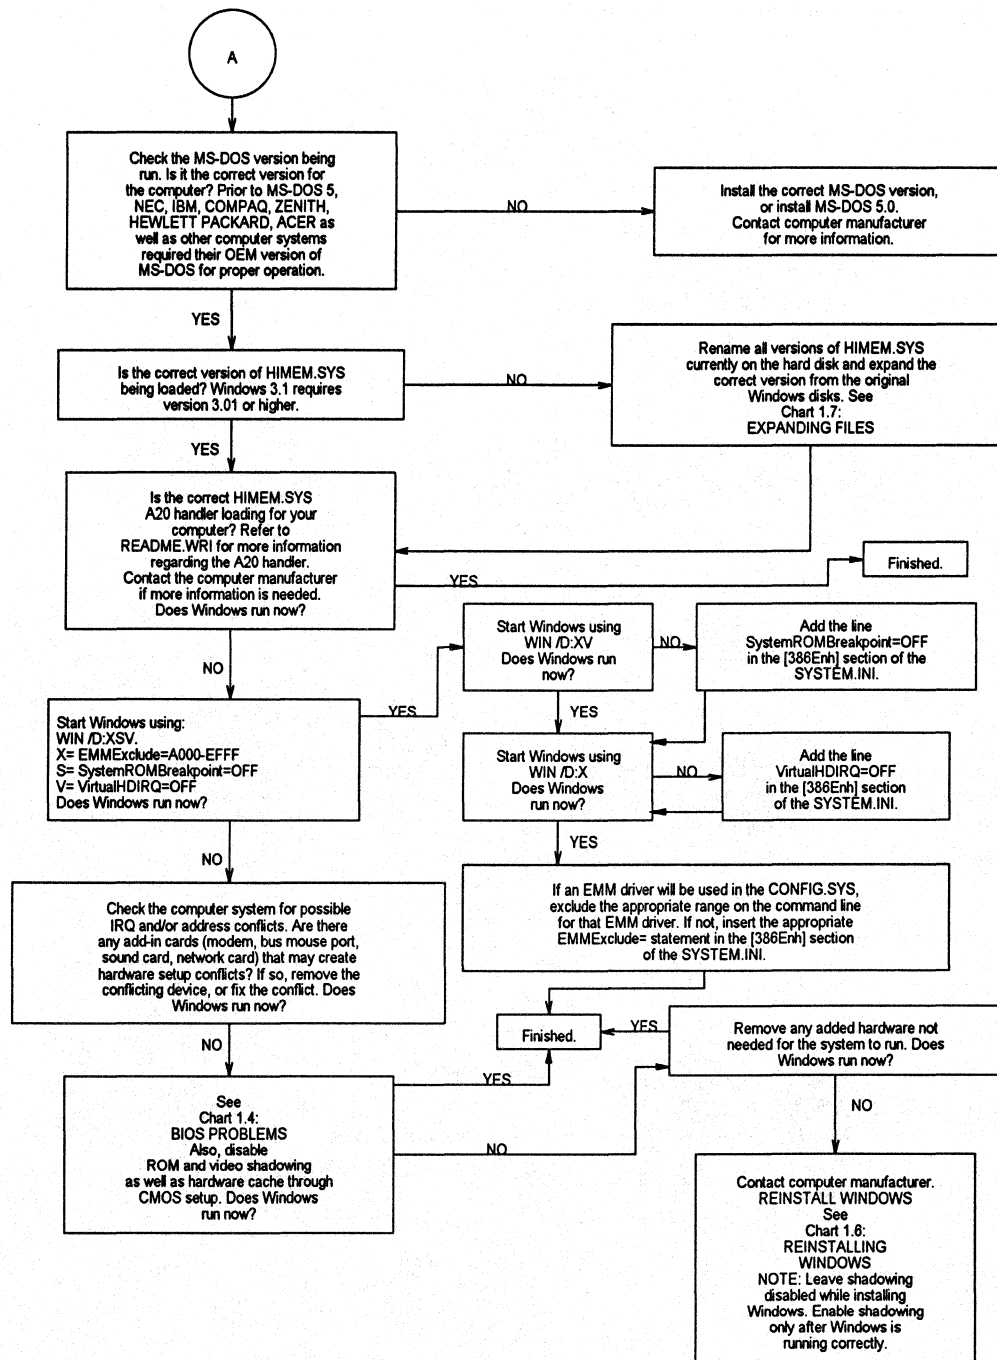 A
Check the MS-DOS version being
run. Is it the correct version for
the computer? Prior to MS-DOS 5,
NEC, IBM, COMPAQ, ZENITH,
HEWLETT PACKARD, ACER as
well as other computer systems
required their OEM version of
MS-DOS for proper operation.
NO
Install the correct MS-DOS version,
or install MS-DOS 5.0.
Contact computer manufacturer
for more information.
YES
Is the correct version of HIMEM.SYS
being loaded? Windows 3.1 requires
version 3.01 or higher.
NO
Rename all versions of HIMEM.SYS
currently on the hard disk and expand the
correct version from the original
Windows disks. See
Chart 1.7:
EXPANDING FILES
YES
Is the correct HIMEM.SYS
A20 handler loading for your
computer? Refer to
README.WRI for more information
regarding the A20 handler.
Contact the computer manufacturer
if more information is needed.
Does Windows run now?
YES
Finished.
NO
Start Windows using:
WIN /D:XSV.
X= EMMExclude=A000-EFFF
S= SystemROMBreakpoint=OFF
V= VirtualHDIRQ=OFF
Does Windows run now?
YES
Start Windows using
WIN /D:XV
Does Windows run
now?
NO
Add the line
SystemROMBreakpoint=OFF
in the [386Enh] section of the
SYSTEM.INI.
YES
Start Windows using
WIN /D:X
Does Windows
run now?
NO
Add the line
VirtualHDIRQ=OFF
in the [386Enh] section
of the SYSTEM.INI.
YES
If an EMM driver will be used in the CONFIG.SYS,
exclude the appropriate range on the command line
for that EMM driver. If not, insert the appropriate
EMMExclude= statement in the [386Enh] section
of the SYSTEM.INI.
NO
Check the computer system for possible
IRQ and/or address conflicts. Are there
any add-in cards (modem, bus mouse port,
sound card, network card) that may create
hardware setup conflicts? If so, remove the
conflicting device, or fix the conflict. Does
Windows run now?
Finished.
YES
Remove any added hardware not
needed for the system to run. Does
Windows run now?
NO
See
Chart 1.4:
BIOS PROBLEMS
Also, disable
ROM and video shadowing
as well as hardware cache through
CMOS setup. Does Windows
run now?
YES
NO
NO
Contact computer manufacturer.
REINSTALL WINDOWS
See
Chart 1.6:
REINSTALLING
WINDOWS
NOTE: Leave shadowing
disabled while installing
Windows. Enable shadowing
only after Windows is
running correctly.